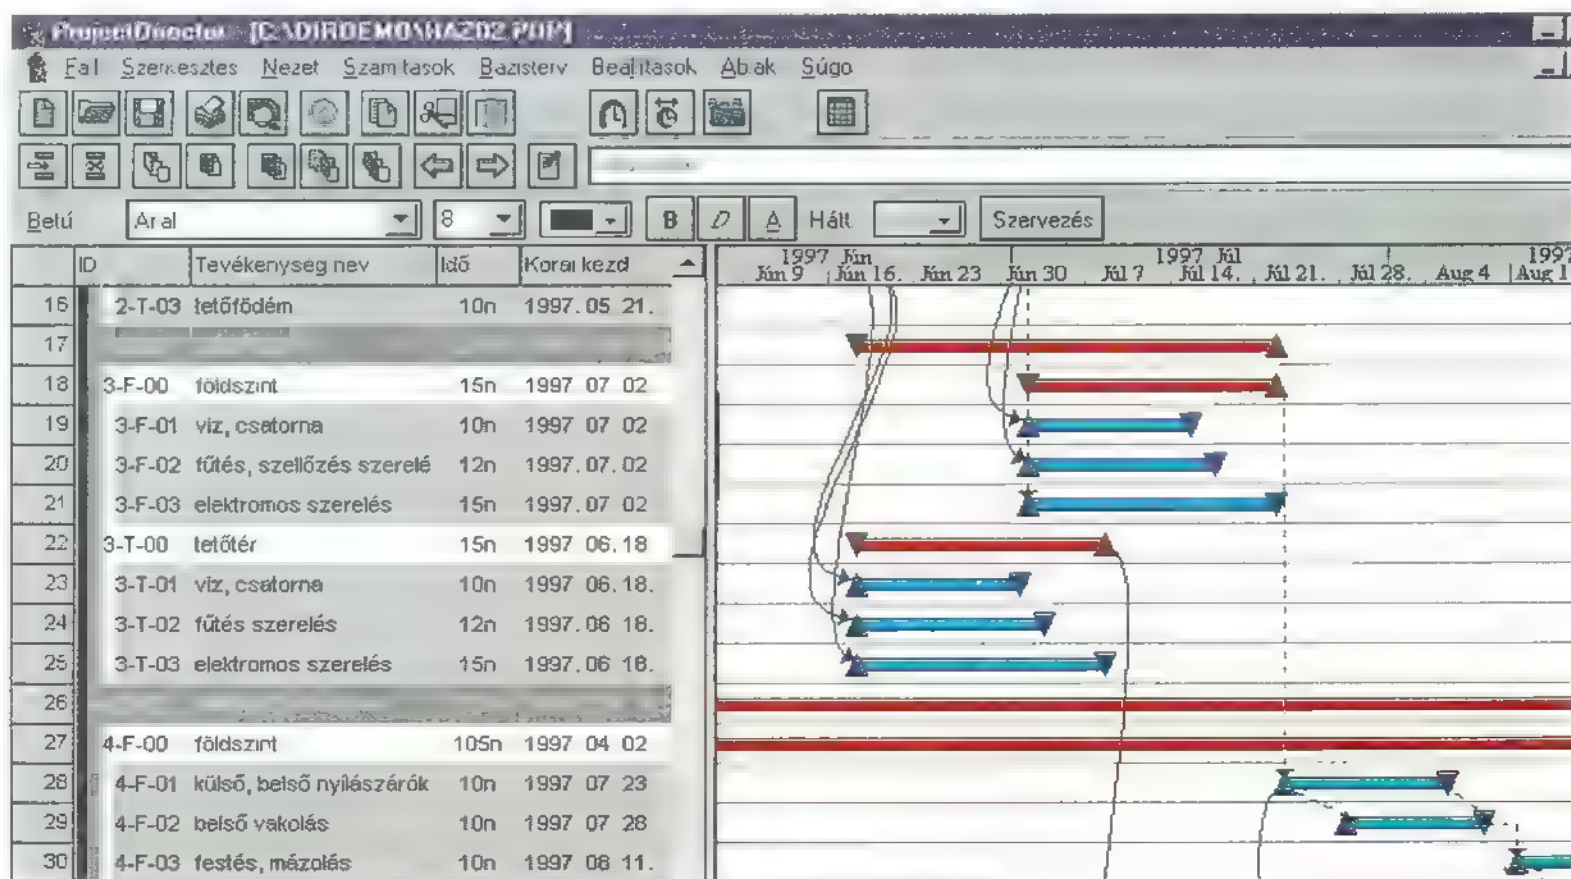 ProjectDirector - [C:\DIRDEMO\HAZ02.PDP]
Fájl Szerkesztes Nezet Szamitasok Bazisterv Beallitasok Ablak Súgo
Betű Arial 8 B D A Hátt. Szervezés
ID Tevékenység nev Idő Korai kezd
1997 Jún 1997 Júl 1997
Jún 9 Jún 16. Jún 23 Jún 30 Júl 7 Júl 14. Júl 21. Júl 28. Aug 4 Aug 1
16 2-T-03 tetőfödém 10n 1997.05 21.
17
18 3-F-00 földszint 15n 1997 07 02
19 3-F-01 víz, csatorna 10n 1997 07 02
20 3-F-02 fűtés, szellőzés szerelé 12n 1997.07.02
21 3-F-03 elektromos szerelés 15n 1997.07 02
22 3-T-00 tetőtér 15n 1997 06.18
23 3-T-01 víz, csatorna 10n 1997 06.18.
24 3-T-02 fűtés szerelés 12n 1997.06 18.
25 3-T-03 elektromos szerelés 15n 1997.06 18.
26
27 4-F-00 földszint 105n 1997 04 02
28 4-F-01 külső, belső nyílászárók 10n 1997 07 23
29 4-F-02 belső vakolás 10n 1997 07 28
30 4-F-03 festés, mázolás 10n 1997 08 11.